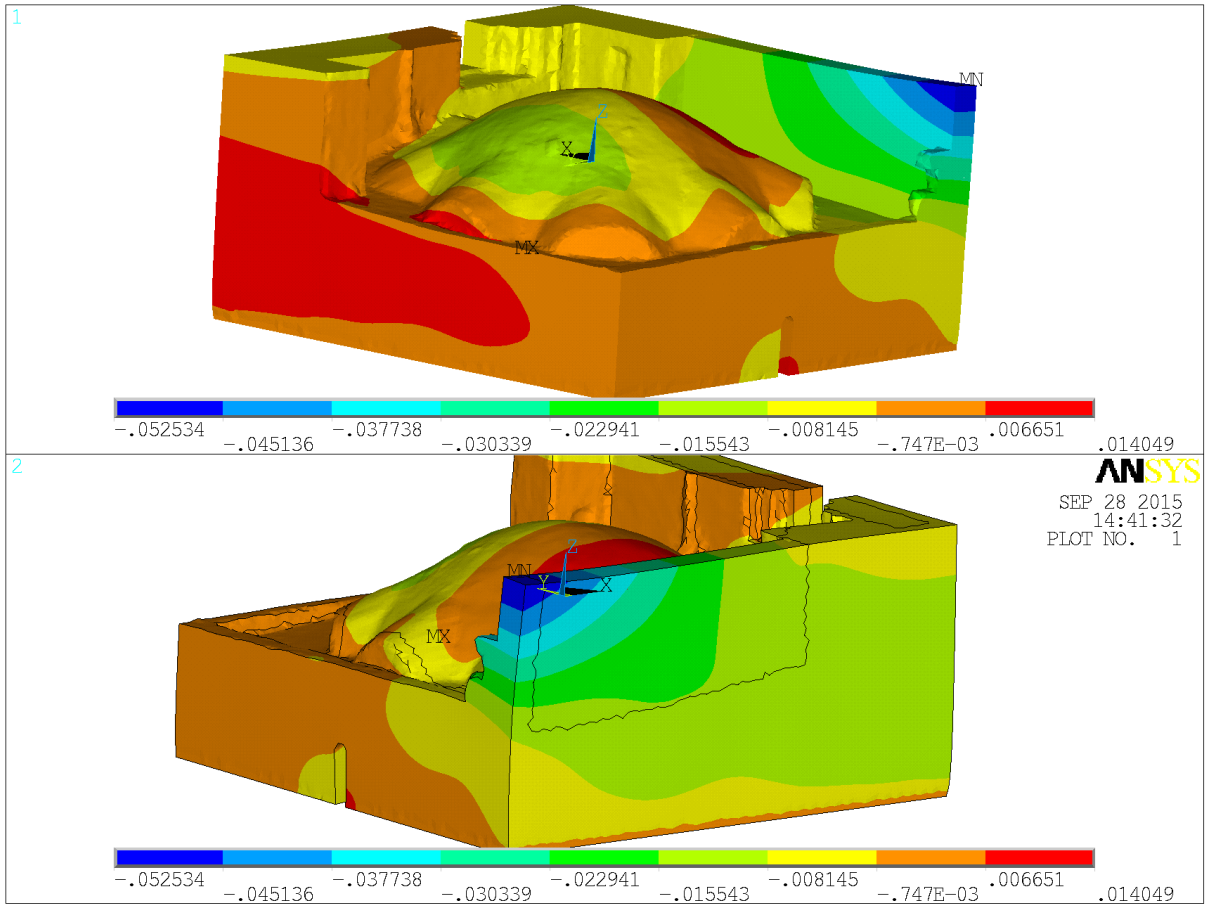 1
MN
Z
X
MX
-.052534 -.045136 -.037738 -.030339 -.022941 -.015543 -.008145 -.747E-03 .006651 .014049
2
ANSYS
SEP 28 2015
14:41:32
PLOT NO. 1
Z
MN
Y
X
MX
-.052534 -.045136 -.037738 -.030339 -.022941 -.015543 -.008145 -.747E-03 .006651 .014049